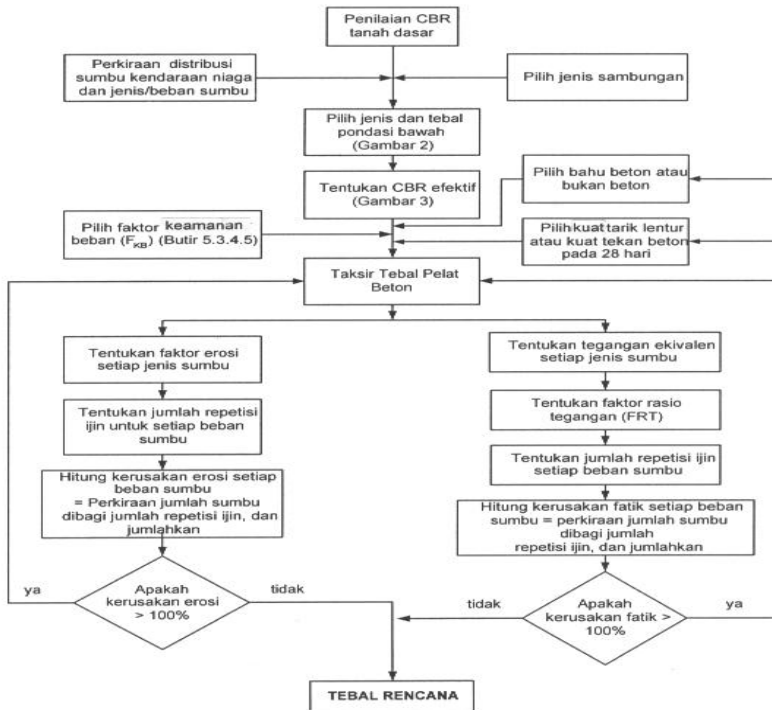 Penilaian CBR
tanah dasar
Perkiraan distribusi
sumbu kendaraan niaga
dan jenis/beban sumbu
Pilih jenis sambungan
Pilih jenis dan tebal
pondasi bawah
(Gambar 2)
Pilih bahu beton atau
bukan beton
Tentukan CBR efektif
(Gambar 3)
Pilih faktor keamanan
beban (FKB) (Butir 5.3.4.5)
Pilih kuat tarik lentur
atau kuat tekan beton
pada 28 hari
Taksir Tebal Pelat
Beton
Tentukan faktor erosi
setiap jenis sumbu
Tentukan jumlah repetisi
ijin untuk setiap beban
sumbu
Hitung kerusakan erosi setiap
beban sumbu
= Perkiraan jumlah sumbu
dibagi jumlah repetisi ijin, dan
jumlahkan
ya
Apakah
kerusakan erosi
> 100%
tidak
Tentukan tegangan ekivalen
setiap jenis sumbu
Tentukan faktor rasio
tegangan (FRT)
Tentukan jumlah repetisi ijin
setiap beban sumbu
Hitung kerusakan fatik setiap beban
sumbu = perkiraan jumlah sumbu
dibagi jumlah
repetisi ijin, dan jumlahkan
tidak
Apakah
kerusakan fatik >
100%
ya
TEBAL RENCANA